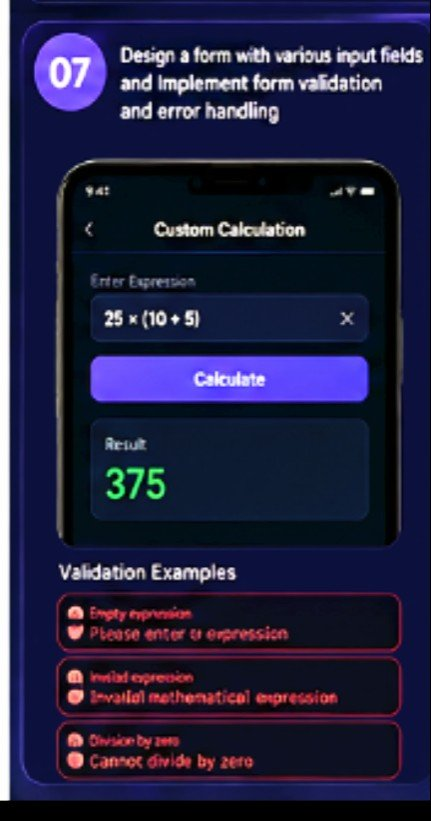 07
Design a form with various input fields
and Implement form validation
and error handling
9:41
Custom Calculation
Enter Expression
25 × (10 + 5)
×
Calculate
Result
375
Validation Examples
Empty expression
Please enter a expression
Invalid expression
Invalid mathematical expression
Division by zero
Cannot divide by zero